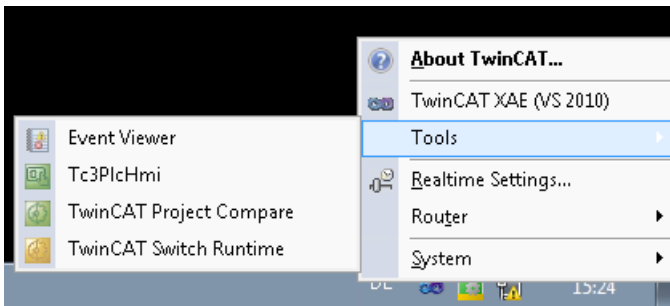 About TwinCAT...
TwinCAT XAE (VS 2010)
Tools
Realtime Settings...
Router
System
Event Viewer
Tc3PlcHmi
TwinCAT Project Compare
TwinCAT Switch Runtime
DE
15:24